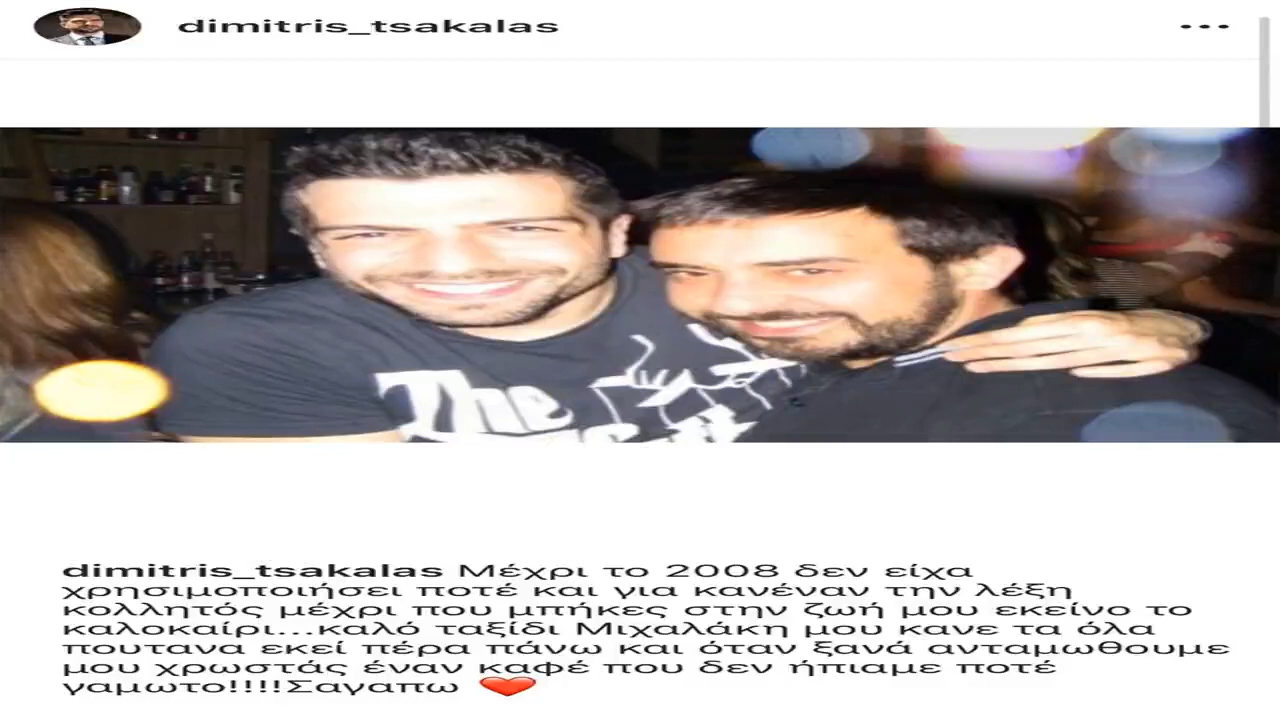 dimitris_tsakalas
The
dimitris_tsakalas Μέχρι το 2008 δεν είχα
χρησιμοποιήσει ποτέ και για κανέναν την λέξη
κολλητός μέχρι που μπήκες στην ζωή μου εκείνο το
καλοκαίρι...καλό ταξίδι Μιχαλάκη μου κανε τα όλα
πουτανα εκεί πέρα πάνω και όταν ξανά ανταμωθουμε
μου χρωστάς έναν καφέ που δεν ήπιαμε ποτέ
γαμωτο!!!!Σαγαπω ❤️